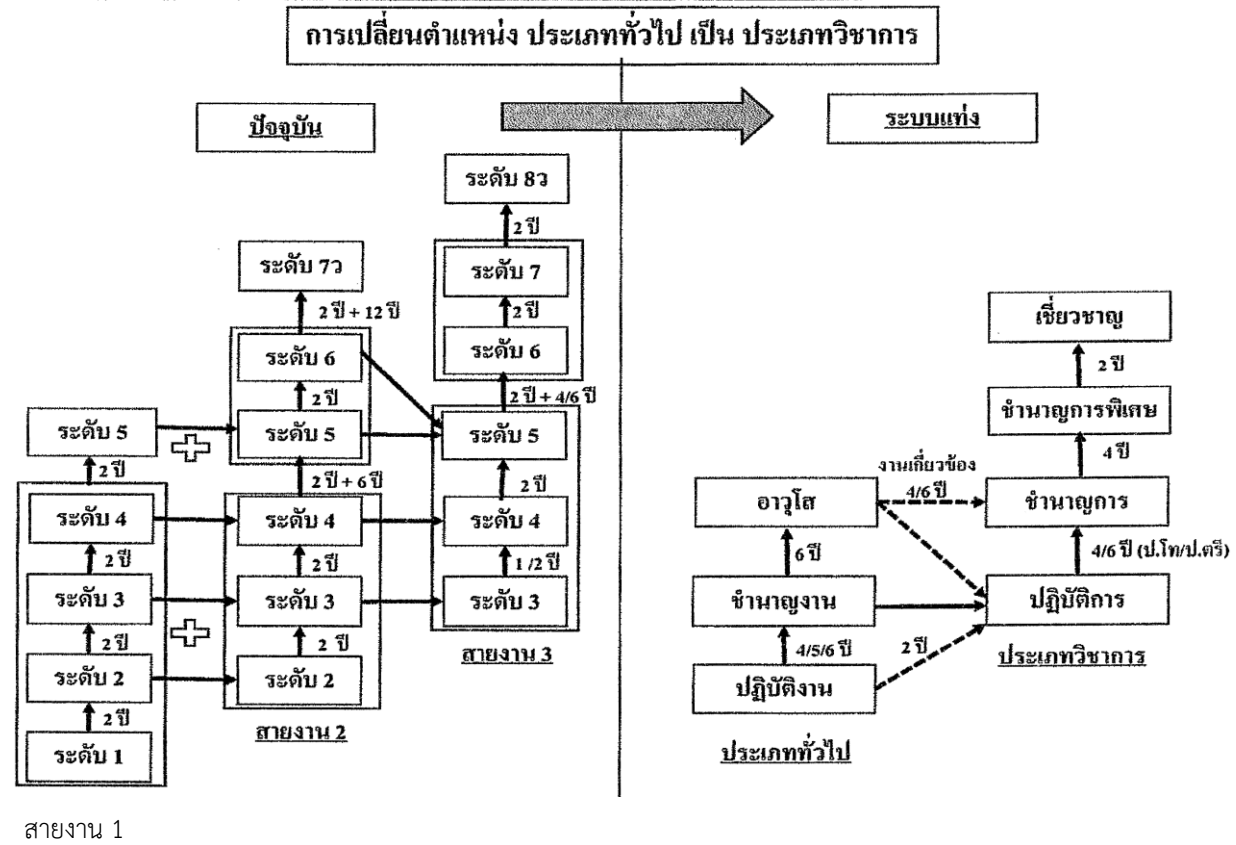 การเปลี่ยนตำแหน่ง ประเภททั่วไป เป็น ประเภทวิชาการ
ปัจจุบัน
ระบบแท่ง
ระดับ 8ว
2 ปี
ระดับ 7ว
ระดับ 7
2 ปี + 12 ปี
2 ปี
เชี่ยวชาญ
ระดับ 6
ระดับ 6
2 ปี
2 ปี
2 ปี + 4/6 ปี
ชำนาญการพิเศษ
ระดับ 5
ระดับ 5
ระดับ 5
4 ปี
งานเกี่ยวข้อง
2 ปี
2 ปี + 6 ปี
2 ปี
4/6 ปี
ระดับ 4
ระดับ 4
ระดับ 4
อาวุโส
ชำนาญการ
2 ปี
2 ปี
1 /2 ปี
6 ปี
4/6 ปี (ป.โท/ป.ตรี)
ระดับ 3
ระดับ 3
ระดับ 3
ชำนาญงาน
ปฏิบัติการ
2 ปี
2 ปี
สายงาน 3
4/5/6 ปี
2 ปี
ประเภทวิชาการ
ระดับ 2
ระดับ 2
ปฏิบัติงาน
2 ปี
สายงาน 2
ระดับ 1
ประเภททั่วไป
สายงาน 1